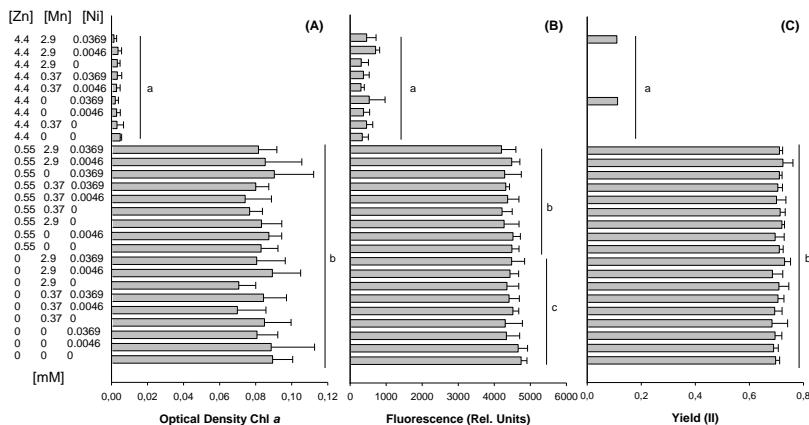 [Zn] [Mn] [Ni] (A) (B) (C)
4.4 2.9 0.0369
4.4 2.9 0.0046
4.4 2.9 0
4.4 0.37 0.0369
4.4 0.37 0.0046
a a a
4.4 0 0.0369
4.4 0 0.0046
4.4 0.37 0
4.4 0 0
0.55 2.9 0.0369
0.55 2.9 0.0046
0.55 0 0.0369
0.55 0.37 0.0369
0.55 0.37 0.0046
0.55 0.37 0
b
0.55 2.9 0
0.55 0 0.0046
0.55 0 0
b b
0 2.9 0.0369
0 2.9 0.0046
0 2.9 0
0 0.37 0.0369
c
0 0.37 0.0046
0 0.37 0
0 0 0.0369
0 0 0.0046
0 0 0
[mM]
0,00 0,02 0,04 0,06 0,08 0,10 0,12
0 1000 2000 3000 4000 5000 6000
0,0 0,2 0,4 0,6 0,8
Optical Density Chl a
Fluorescence (Rel. Units)
Yield (II)